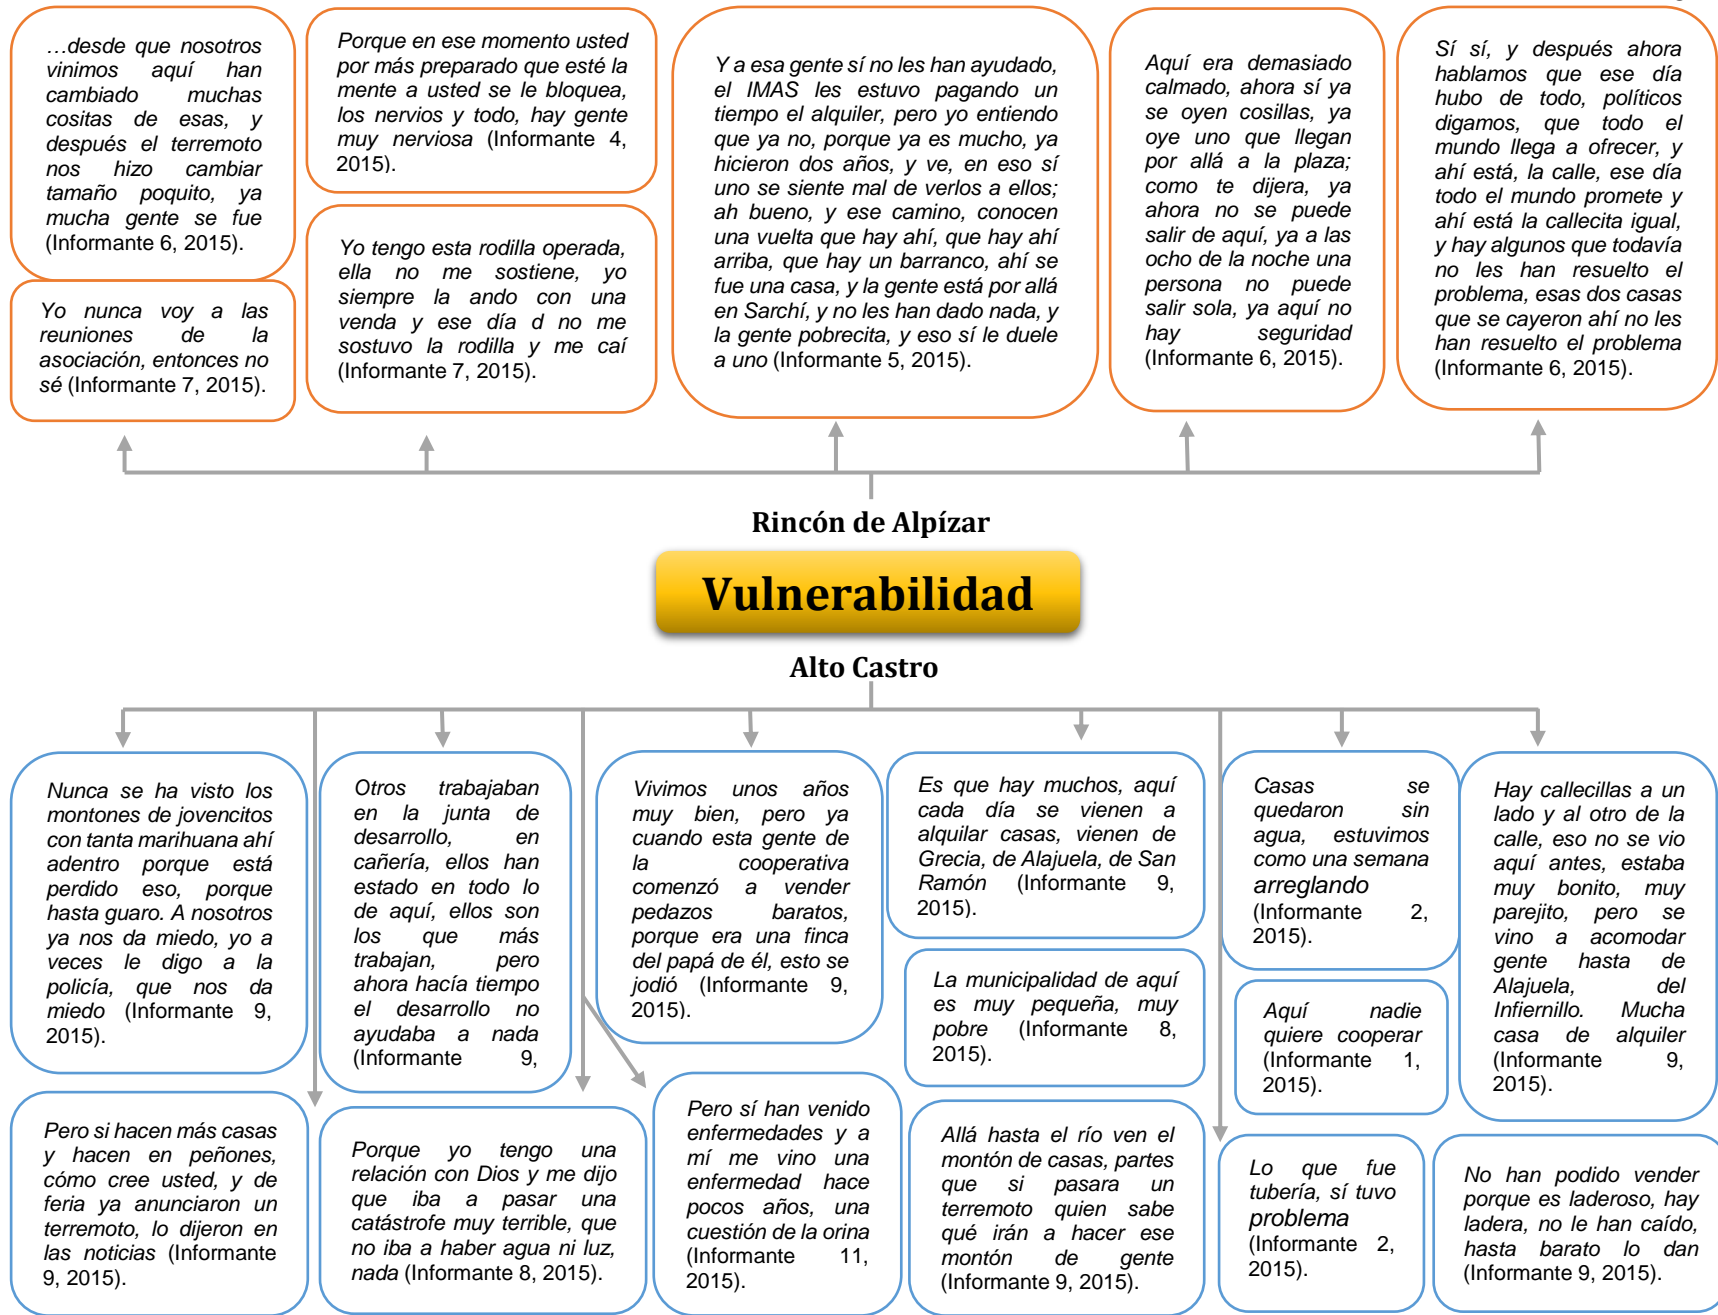 …desde que nosotros
vinimos aquí han
cambiado muchas
cositas de esas, y
después el terremoto
nos hizo cambiar
tamaño poquito, ya
mucha gente se fue
(Informante 6, 2015).
Yo nunca voy a las
reuniones de la
asociación, entonces no
sé (Informante 7, 2015).
Porque en ese momento usted
por más preparado que esté la
mente a usted se le bloquea,
los nervios y todo, hay gente
muy nerviosa (Informante 4,
2015).
Yo tengo esta rodilla operada,
ella no me sostiene, yo
siempre la ando con una
venda y ese día d no me
sostuvo la rodilla y me caí
(Informante 7, 2015).
Y a esa gente sí no les han ayudado,
el IMAS les estuvo pagando un
tiempo el alquiler, pero yo entiendo
que ya no, porque ya es mucho, ya
hicieron dos años, y ve, en eso sí
uno se siente mal de verlos a ellos;
ah bueno, y ese camino, conocen
una vuelta que hay ahí, que hay ahí
arriba, que hay un barranco, ahí se
fue una casa, y la gente está por allá
en Sarchí, y no les han dado nada, y
la gente pobrecita, y eso sí le duele
a uno (Informante 5, 2015).
Aquí era demasiado
calmado, ahora sí ya
se oyen cosillas, ya
oye uno que llegan
por allá a la plaza;
como te dijera, ya
ahora no se puede
salir de aquí, ya a las
ocho de la noche una
persona no puede
salir sola, ya aquí no
hay seguridad
(Informante 6, 2015).
Sí sí, y después ahora
hablamos que ese día
hubo de todo, políticos
digamos, que todo el
mundo llega a ofrecer, y
ahí está, la calle, ese día
todo el mundo promete y
ahí está la callecita igual,
y hay algunos que todavía
no les han resuelto el
problema, esas dos casas
que se cayeron ahí no les
han resuelto el problema
(Informante 6, 2015).
Rincón de Alpízar
Vulnerabilidad
Alto Castro
Nunca se ha visto los
montones de jovencitos
con tanta marihuana ahí
adentro porque está
perdido eso, porque
hasta guaro. A nosotros
ya nos da miedo, yo a
veces le digo a la
policía, que nos da
miedo (Informante 9,
2015).
Otros trabajaban
en la junta de
desarrollo, en
cañería, ellos han
estado en todo lo
de aquí, ellos son
los que más
trabajan, pero
ahora hacía tiempo
el desarrollo no
ayudaba a nada
(Informante 9,
Vivimos unos años
muy bien, pero ya
cuando esta gente de
la cooperativa
comenzó a vender
pedazos baratos,
porque era una finca
del papá de él, esto se
jodió (Informante 9,
2015).
Es que hay muchos, aquí
cada día se vienen a
alquilar casas, vienen de
Grecia, de Alajuela, de San
Ramón (Informante 9,
2015).
La municipalidad de aquí
es muy pequeña, muy
pobre (Informante 8,
2015).
Casas se
quedaron sin
agua, estuvimos
como una semana
arreglando
(Informante 2,
2015).
Aquí nadie
quiere cooperar
(Informante 1,
2015).
Hay callecillas a un
lado y al otro de la
calle, eso no se vio
aquí antes, estaba
muy bonito, muy
parejito, pero se
vino a acomodar
gente hasta de
Alajuela, del
Infiernillo. Mucha
casa de alquiler
(Informante 9,
2015).
Pero si hacen más casas
y hacen en peñones,
cómo cree usted, y de
feria ya anunciaron un
terremoto, lo dijeron en
las noticias (Informante
9, 2015).
Porque yo tengo una
relación con Dios y me dijo
que iba a pasar una
catástrofe muy terrible, que
no iba a haber agua ni luz,
nada (Informante 8, 2015).
Pero sí han venido
enfermedades y a
mí me vino una
enfermedad hace
pocos años, una
cuestión de la orina
(Informante 11,
2015).
Allá hasta el río ven el
montón de casas, partes
que si pasara un
terremoto quien sabe
qué irán a hacer ese
montón de gente
(Informante 9, 2015).
Lo que fue
tubería, sí tuvo
problema
(Informante 2,
2015).
No han podido vender
porque es laderoso, hay
ladera, no le han caído,
hasta barato lo dan
(Informante 9, 2015).